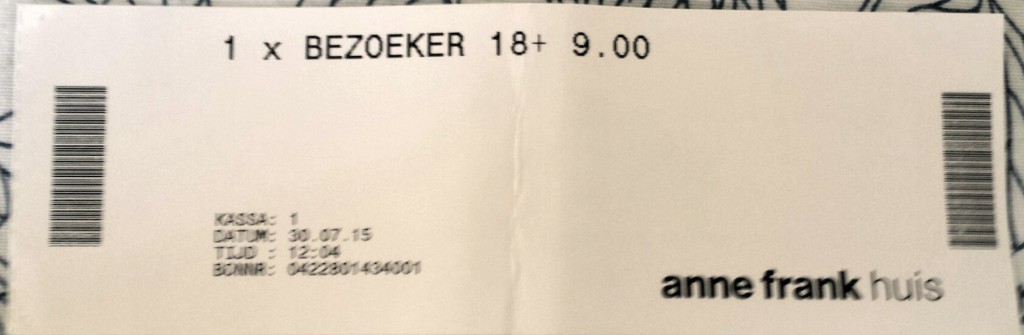 1 x BEZOEKER 18+ 9.00
KASSA: 1
DATUM: 30.07.15
TIJD : 12:04
BONNR: 0422801434001
anne frank huis